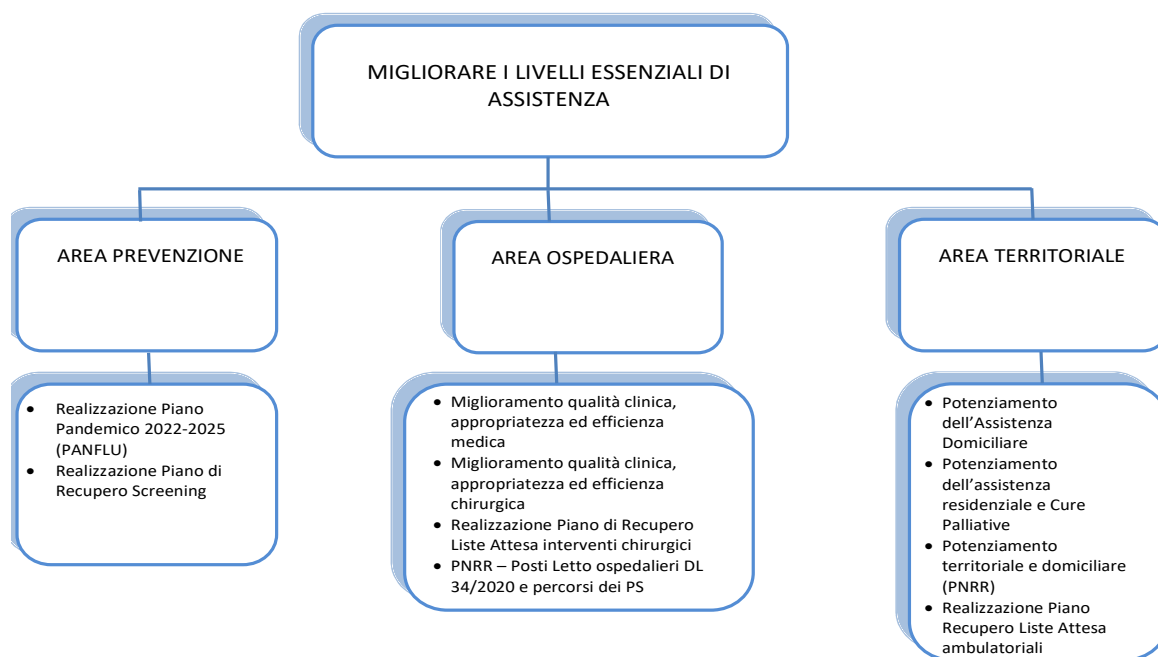 MIGLIORARE I LIVELLI ESSENZIALI DI
ASSISTENZA
AREA PREVENZIONE
AREA OSPEDALIERA
AREA TERRITORIALE
• Realizzazione Piano
Pandemico 2022-2025
(PANFLU)
• Realizzazione Piano di
Recupero Screening
• Miglioramento qualità clinica,
appropriatezza ed efficienza
medica
• Miglioramento qualità clinica,
appropriatezza ed efficienza
chirurgica
• Realizzazione Piano di Recupero
Liste Attesa interventi chirurgici
• PNRR – Posti Letto ospedalieri DL
34/2020 e percorsi dei PS
• Potenziamento
dell’Assistenza
Domiciliare
• Potenziamento
dell’assistenza
residenziale e Cure
Palliative
• Potenziamento
territoriale e domiciliare
(PNRR)
• Realizzazione Piano
Recupero Liste Attesa
ambulatoriali